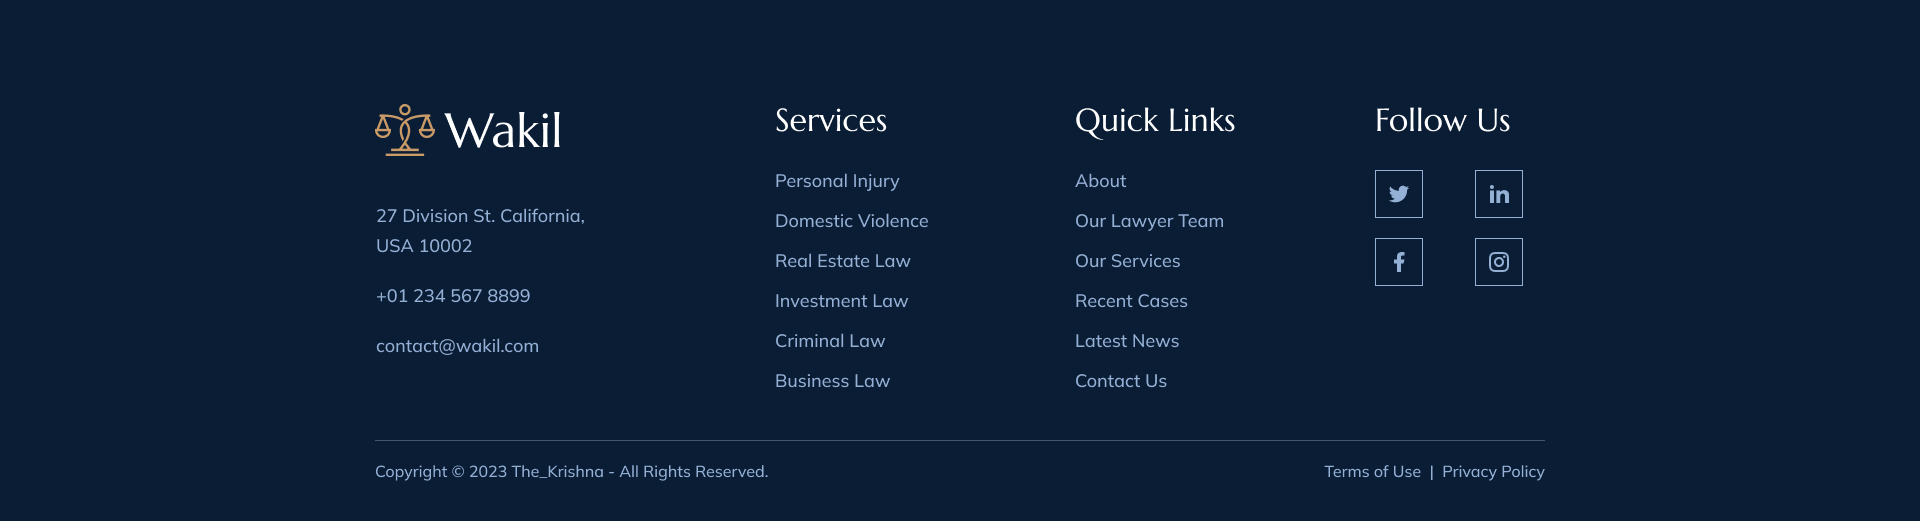 Wakil
27 Division St. California,
USA 10002
+01 234 567 8899
contact@wakil.com
Services
Personal Injury
Domestic Violence
Real Estate Law
Investment Law
Criminal Law
Business Law
Quick Links
About
Our Lawyer Team
Our Services
Recent Cases
Latest News
Contact Us
Follow Us
Copyright © 2023 The_Krishna - All Rights Reserved.
Terms of Use | Privacy Policy